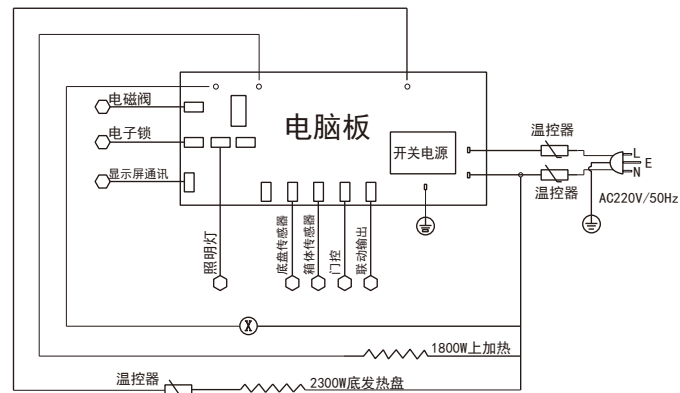 电磁阀
电子锁
显示屏通讯
电脑板
开关电源
温控器
L
E
N
温控器
AC220V/50Hz
照明灯
底盘传感器
箱体传感器
门控
联动输出
X
1800W上加热
温控器
2300W底发热盘